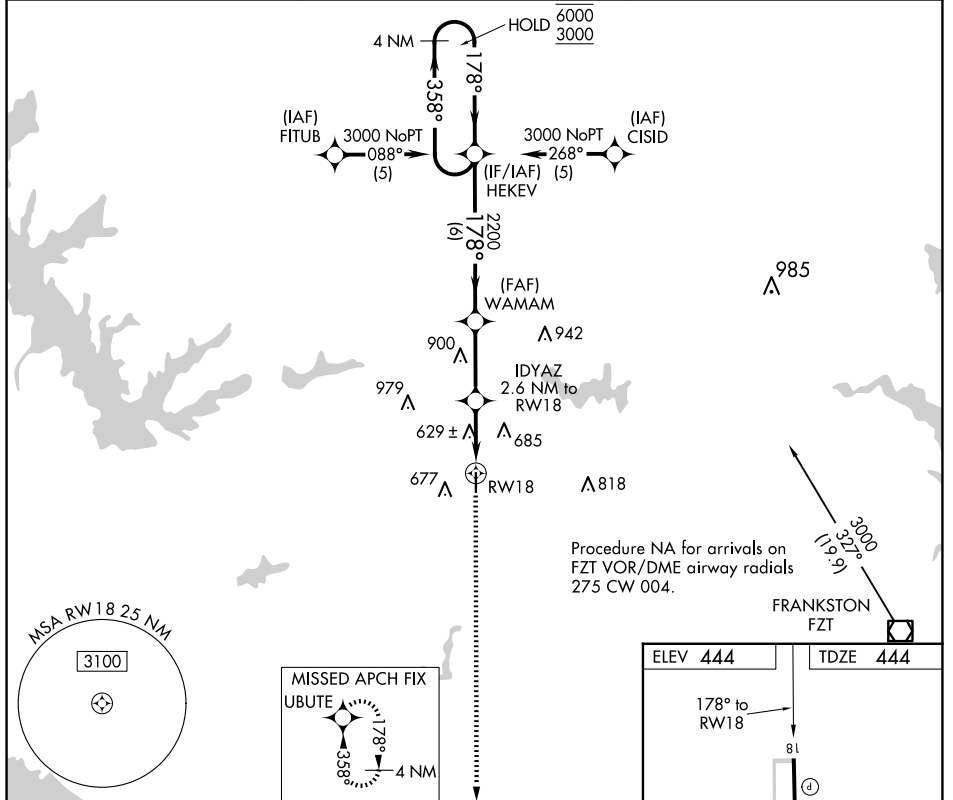 HOLD 6000
3000
4 NM
178°
358°
(IAF)
FITUB
3000 NoPT
088°
(5)
3000 NoPT
268°
(5)
(IAF)
CISID
(IF/IAF)
HEKEV
2200
178°
(6)
(FAF)
WAMAM
985
942
900
IDYAZ
2.6 NM to
RW18
979
629 ±
685
677
RW18
818
3000
327°
(19.9)
Procedure NA for arrivals on
FZT VOR/DME airway radials
275 CW 004.
FRANKSTON
FZT
MSA RW18 25 NM
3100
MISSED APCH FIX
UBUTE
178°
358°
4 NM
ELEV 444
TDZE 444
178° to
RW18
18
P